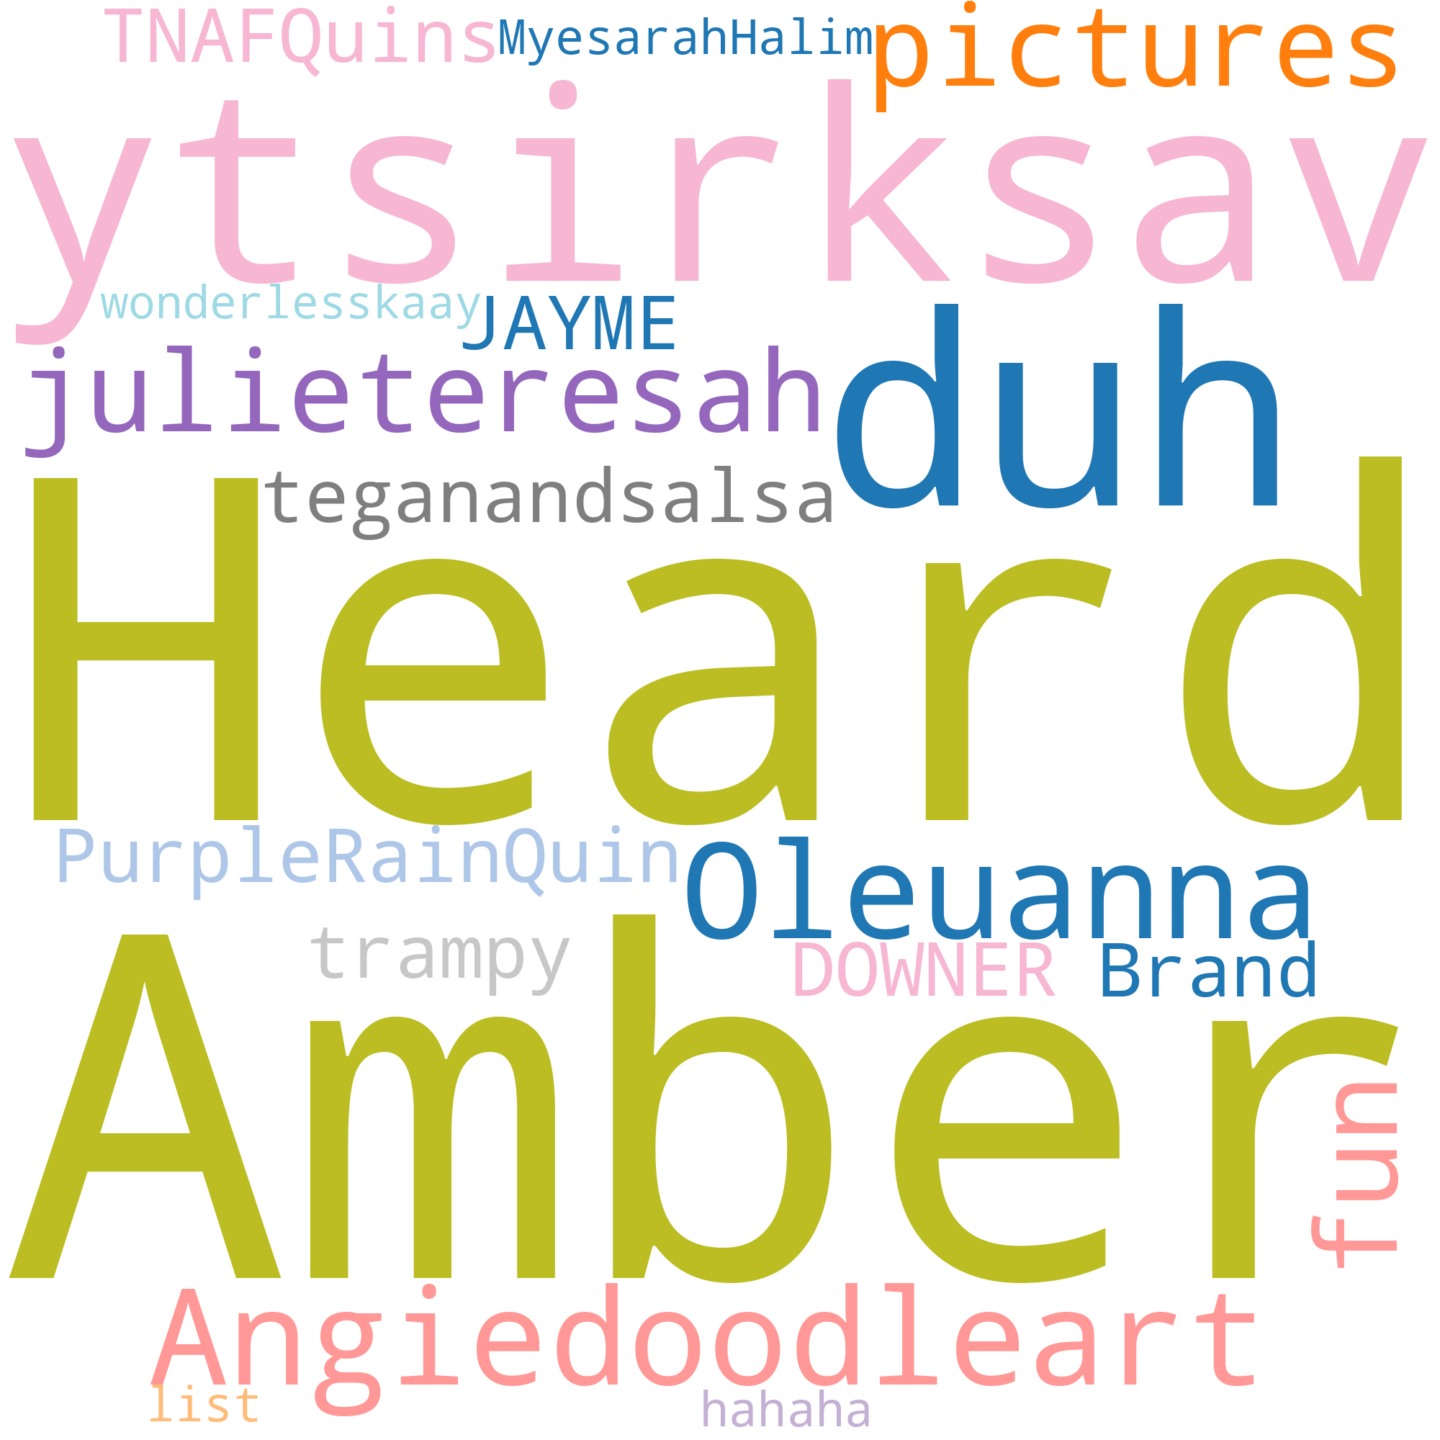 TNAFQuins MyesarahHalim pictures
ytsirksav
wonderlesskaay JAYME
julieteresah duh
teganandsalsa
Heard
PurpleRainQuin Oleuanna
trampy DOWNER Brand
Amber
fun
Angiedoodleart
list hahaha